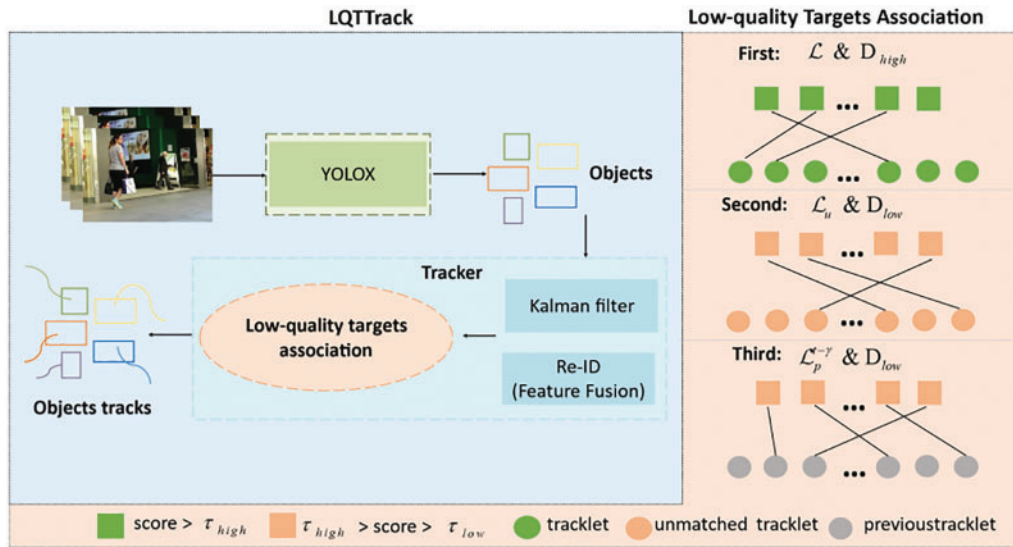 LQTTrack
Low-quality Targets Association
YOLOX
Objects
Tracker
Kalman filter
Low-quality targets
association
Re-ID
(Feature Fusion)
Objects tracks
First: ℒ & D_high
...
...
Second: ℒ_u & D_low
...
...
Third: ℒ_p^{t-γ} & D_low
...
...
score > τ_high
τ_high > score > τ_low
tracklet
unmatched tracklet
previoustracklet